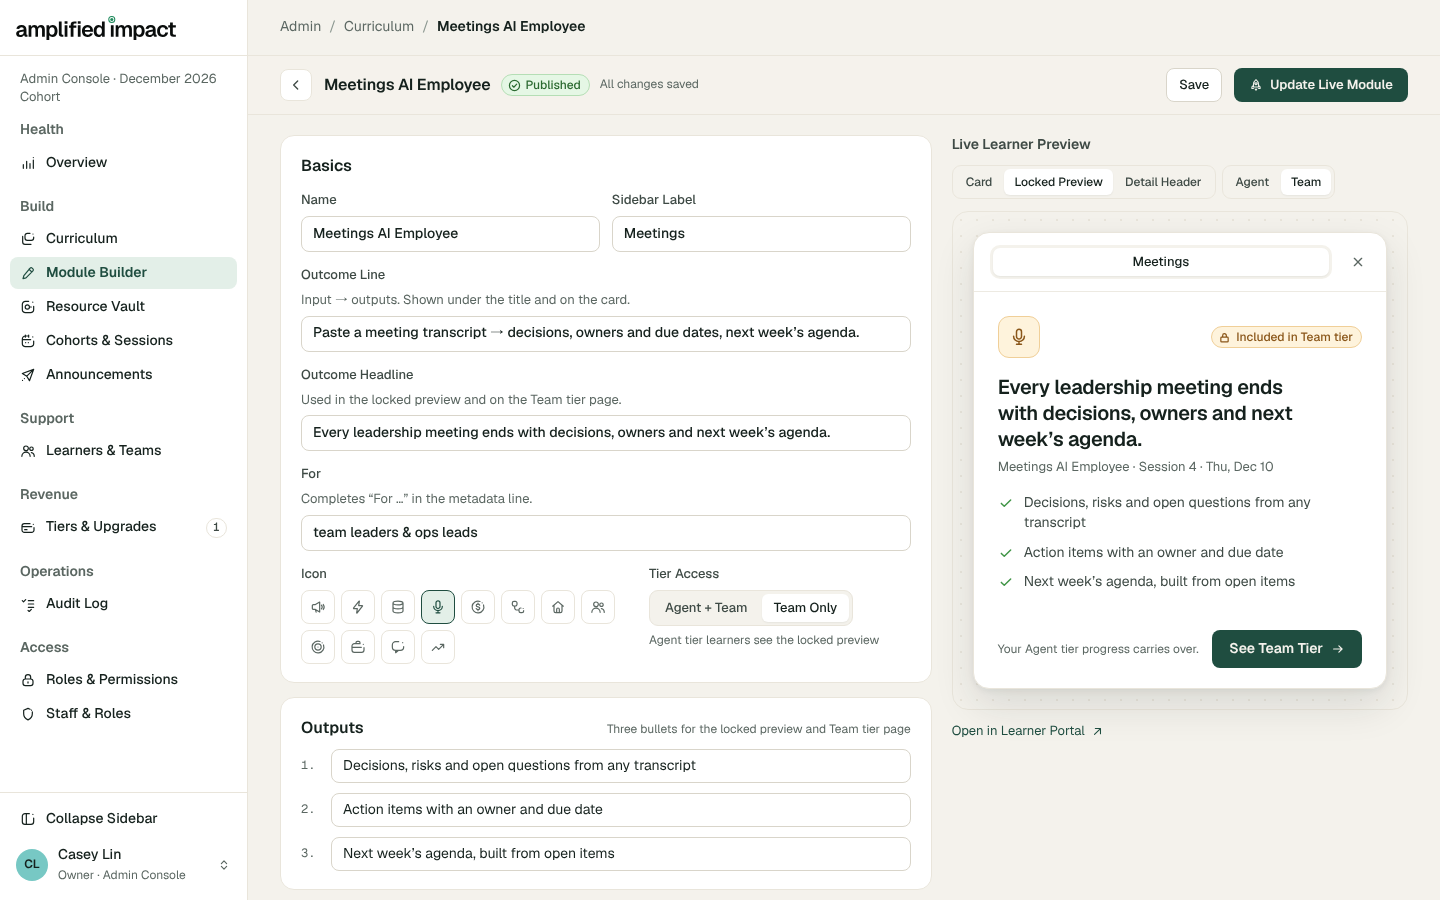 amplified impact
Admin Console · December 2026
Cohort
Health
Overview
Build
Curriculum
Module Builder
Resource Vault
Cohorts & Sessions
Announcements
Support
Learners & Teams
Revenue
Tiers & Upgrades 1
Operations
Audit Log
Access
Roles & Permissions
Staff & Roles
Collapse Sidebar
CL
Casey Lin
Owner · Admin Console
Admin / Curriculum / Meetings AI Employee
Meetings AI Employee Published All changes saved
Save Update Live Module
Basics
Name
Meetings AI Employee
Sidebar Label
Meetings
Outcome Line
Input → outputs. Shown under the title and on the card.
Paste a meeting transcript → decisions, owners and due dates, next week’s agenda.
Outcome Headline
Used in the locked preview and on the Team tier page.
Every leadership meeting ends with decisions, owners and next week’s agenda.
For
Completes “For …” in the metadata line.
team leaders & ops leads
Icon
Tier Access
Agent + Team Team Only
Agent tier learners see the locked preview
Outputs Three bullets for the locked preview and Team tier page
1. Decisions, risks and open questions from any transcript
2. Action items with an owner and due date
3. Next week’s agenda, built from open items
Live Learner Preview
Card Locked Preview Detail Header Agent Team
Meetings
Included in Team tier
Every leadership meeting ends
with decisions, owners and next
week’s agenda.
Meetings AI Employee · Session 4 · Thu, Dec 10
Decisions, risks and open questions from any
transcript
Action items with an owner and due date
Next week’s agenda, built from open items
Your Agent tier progress carries over. See Team Tier →
Open in Learner Portal ↗